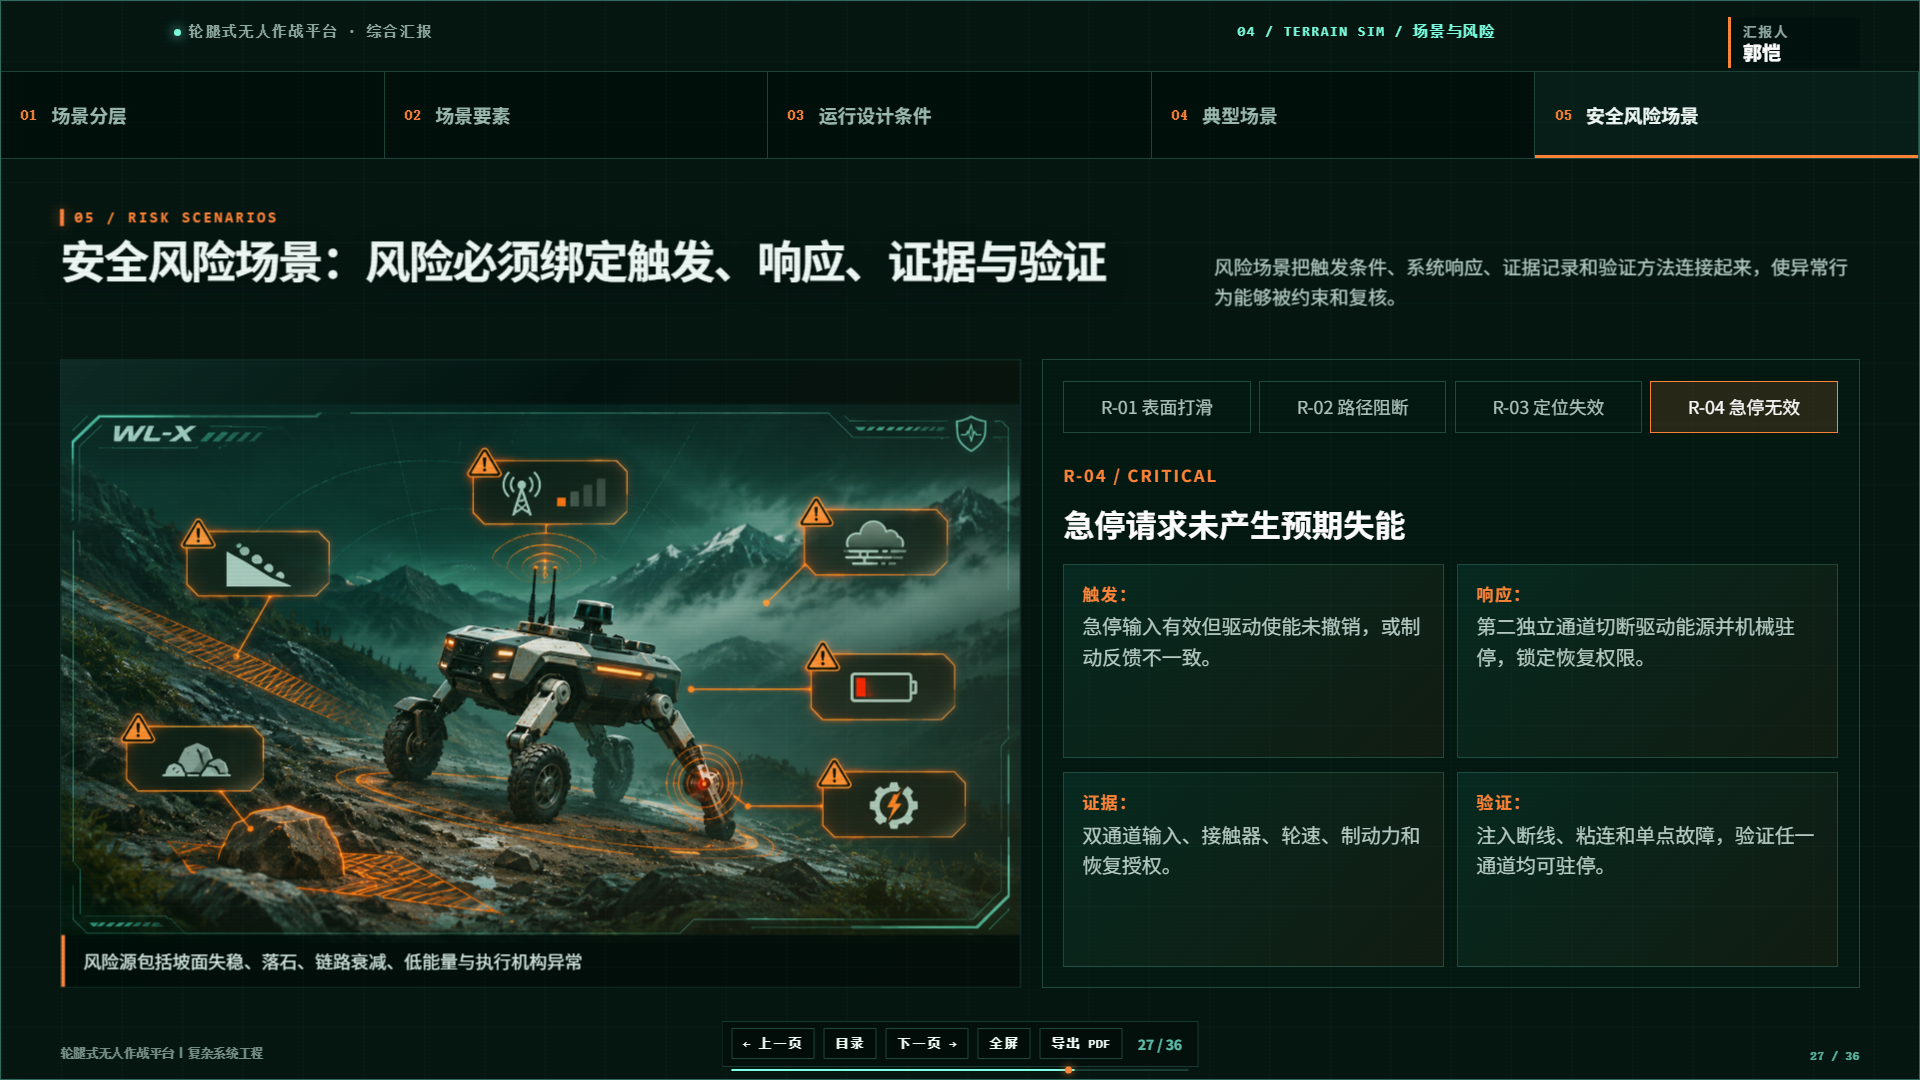 轮腿式无人作战平台 · 综合汇报
04 / TERRAIN SIM / 场景与风险
汇报人
郭恺
01 场景分层
02 场景要素
03 运行设计条件
04 典型场景
05 安全风险场景
05 / RISK SCENARIOS
安全风险场景：风险必须绑定触发、响应、证据与验证
风险场景把触发条件、系统响应、证据记录和验证方法连接起来，使异常行
为能够被约束和复核。
WL-X
风险源包括坡面失稳、落石、链路衰减、低能量与执行机构异常
R-01 表面打滑
R-02 路径阻断
R-03 定位失效
R-04 急停无效
R-04 / CRITICAL
急停请求未产生预期失能
触发：
急停输入有效但驱动使能未撤销，或制
动反馈不一致。
响应：
第二独立通道切断驱动能源并机械驻
停，锁定恢复权限。
证据：
双通道输入、接触器、轮速、制动力和
恢复授权。
验证：
注入断线、粘连和单点故障，验证任一
通道均可驻停。
轮腿式无人作战平台丨复杂系统工程
← 上一页
目录
下一页 →
全屏
导出 PDF
27 / 36
27 / 36